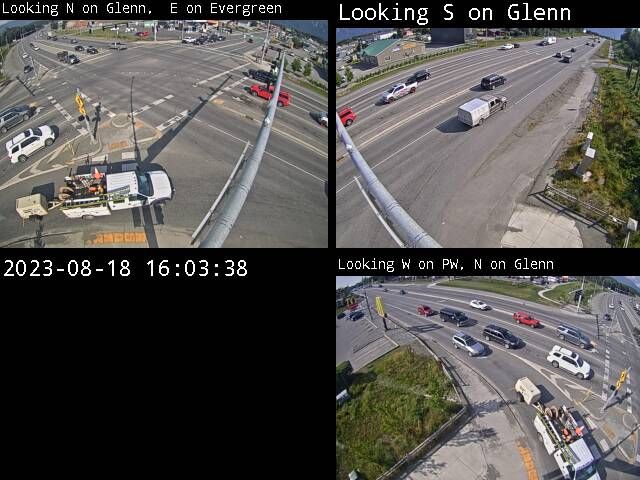 Looking N on Glenn,  E on Evergreen
Looking S on Glenn
2023-08-18 16:03:38
Looking W on PW, N on Glenn